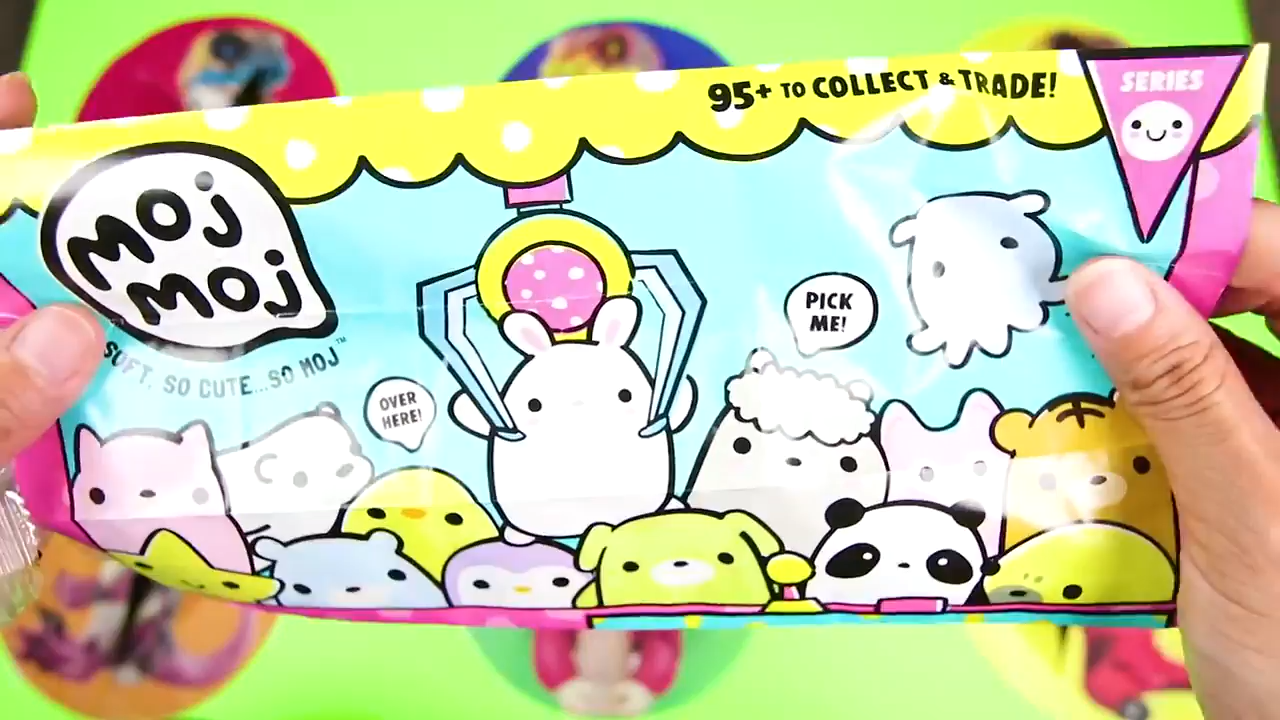 95+ TO COLLECT & TRADE!
SERIES
moj
moj
SOFT, SO CUTE...SO MOJ™
PICK
ME!
OVER
HERE!